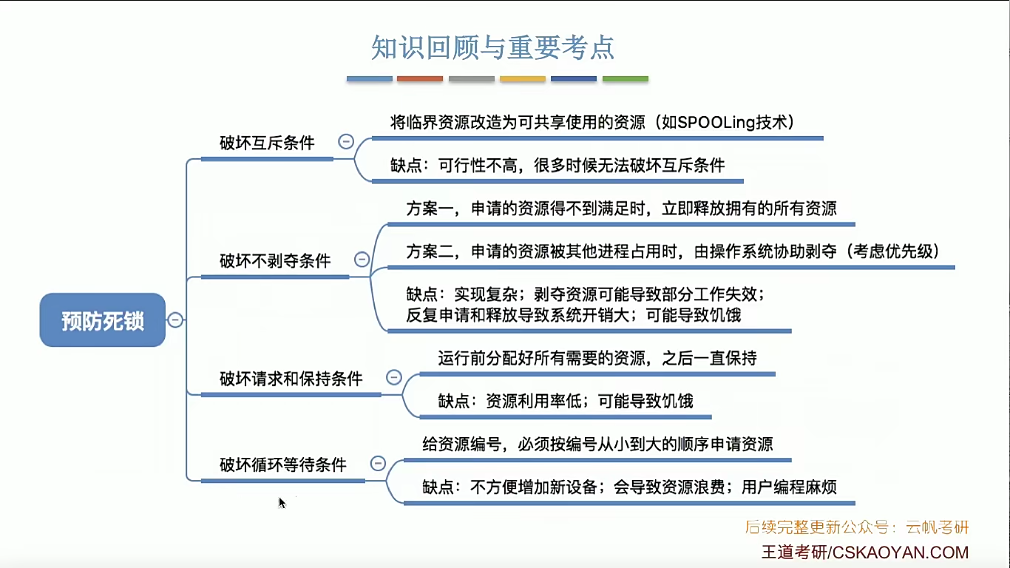 知识回顾与重要考点
预防死锁
破坏互斥条件
将临界资源改造为可共享使用的资源（如SPOOLing技术）
缺点：可行性不高，很多时候无法破坏互斥条件
破坏不剥夺条件
方案一，申请的资源得不到满足时，立即释放拥有的所有资源
方案二，申请的资源被其他进程占用时，由操作系统协助剥夺（考虑优先级）
缺点：实现复杂；剥夺资源可能导致部分工作失效；
反复申请和释放导致系统开销大；可能导致饥饿
破坏请求和保持条件
运行前分配好所有需要的资源，之后一直保持
缺点：资源利用率低；可能导致饥饿
破坏循环等待条件
给资源编号，必须按编号从小到大的顺序申请资源
缺点：不方便增加新设备；会导致资源浪费；用户编程麻烦
后续完整更新公众号：云帆考研
王道考研/CSKAOYAN.COM